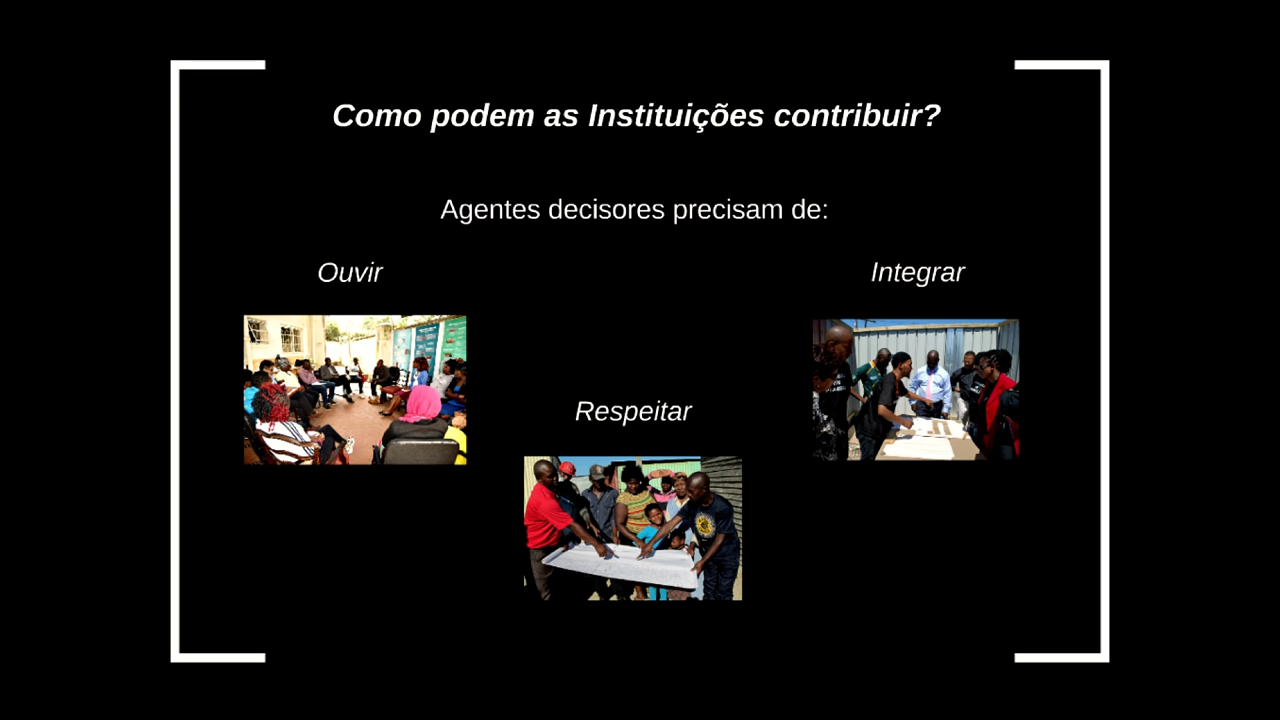 Como podem as Instituições contribuir?
Agentes decisores precisam de:
Ouvir
Integrar
Respeitar